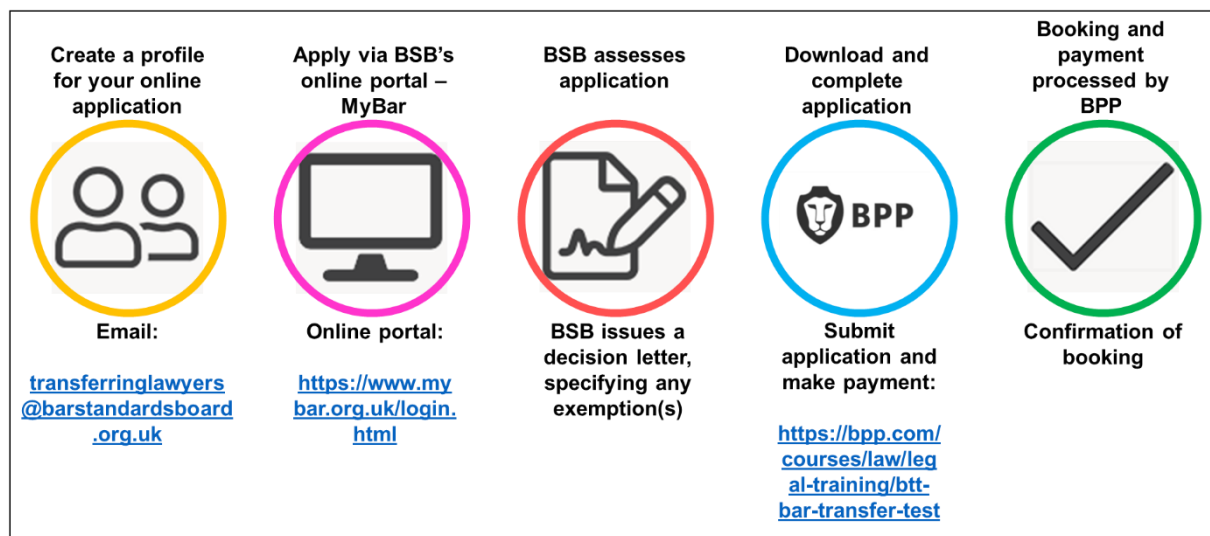 Create a profile
for your online
application
Email:
transferringlawyers
@barstandardsboard
.org.uk
Apply via BSB's
online portal –
MyBar
Online portal:
https://www.my
bar.org.uk/login.
html
BSB assesses
application
BSB issues a
decision letter,
specifying any
exemption(s)
Download and
complete
application
BPP
Submit
application and
make payment:
https://bpp.com/
courses/law/leg
al-training/btt-
bar-transfer-test
Booking and
payment
processed by
BPP
Confirmation of
booking